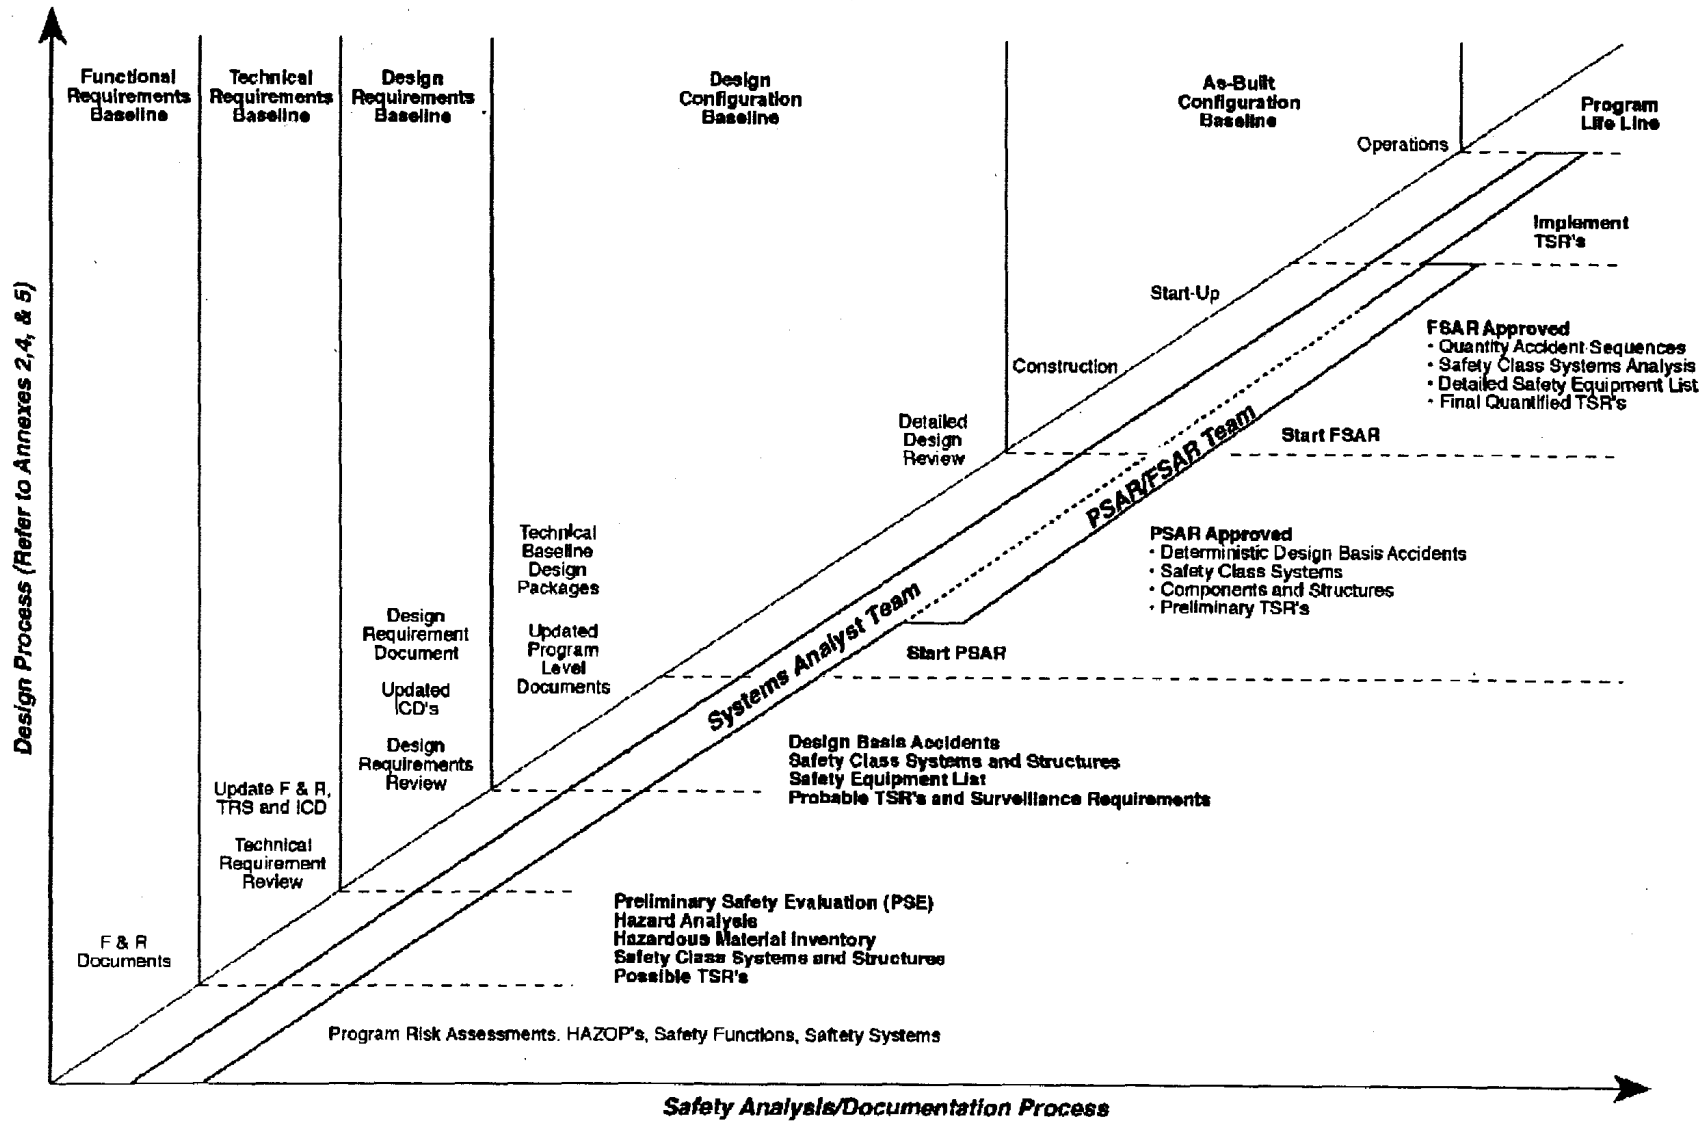 Functional
Requirements
Baseline
Technical
Requirements
Baseline
Design
Requirements
Baseline
Design
Configuration
Baseline
As-Built
Configuration
Baseline
Program
Life Line
Operations
Implement
TSR's
Start-Up
FSAR Approved
• Quantity Accident Sequences
• Safety Class Systems Analysis
• Detailed Safety Equipment List
• Final Quantified TSR's
Construction
Detailed
Design
Review
Start FSAR
PSAR/FSAR Team
Technical
Baseline
Design
Packages
PSAR Approved
• Deterministic Design Basis Accidents
• Safety Class Systems
• Components and Structures
• Preliminary TSR's
Design
Requirement
Document
Updated
Program
Level
Documents
Systems Analyst Team
Start PSAR
Updated
ICD's
Design
Requirements
Review
Design Basis Accidents
Safety Class Systems and Structures
Safety Equipment List
Probable TSR's and Surveillance Requirements
Update F & R,
TRS and ICD
Technical
Requirement
Review
Preliminary Safety Evaluation (PSE)
Hazard Analysis
Hazardous Material Inventory
Safety Class Systems and Structures
Possible TSR's
F & R
Documents
Program Risk Assessments. HAZOP's, Safety Functions, Saftety Systems
Design Process (Refer to Annexes 2,4, & 5)
Safety Analysis/Documentation Process